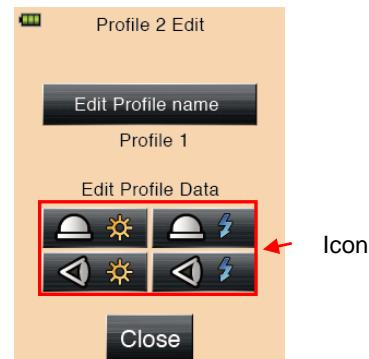 Profile 2 Edit
Edit Profile name
Profile 1
Edit Profile Data
Icon
Close